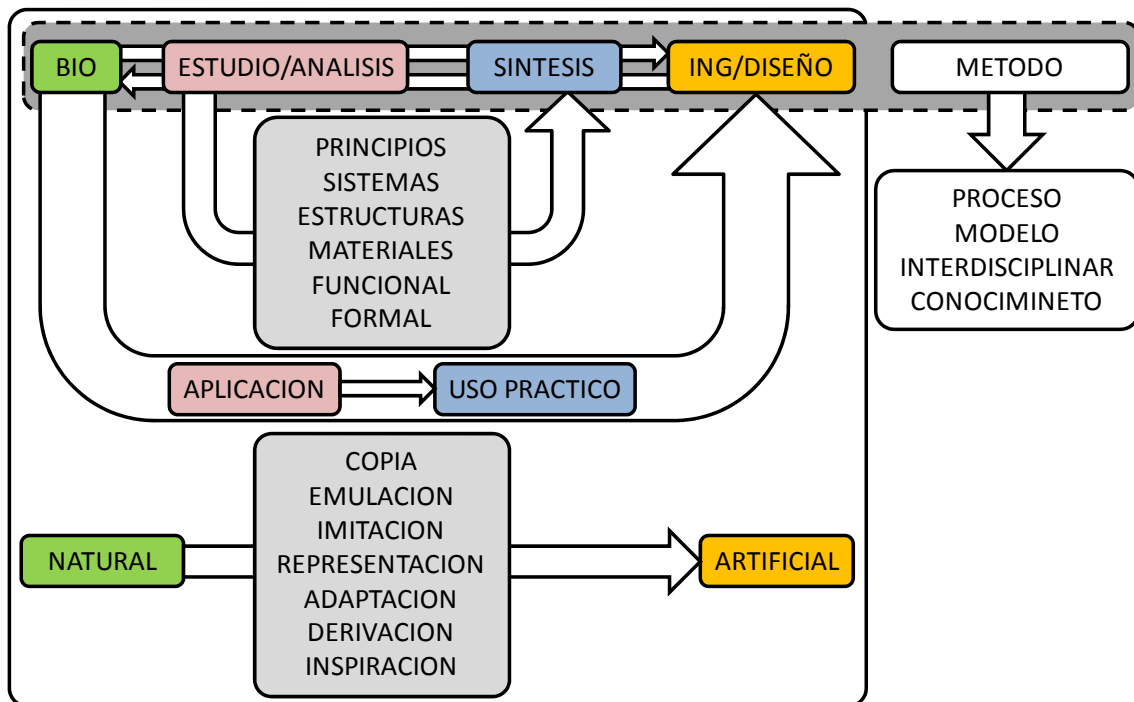 BIO
ESTUDIO/ANALISIS
SINTESIS
ING/DISEÑO
METODO
PRINCIPIOS
SISTEMAS
ESTRUCTURAS
MATERIALES
FUNCIONAL
FORMAL
PROCESO
MODELO
INTERDISCIPLINAR
CONOCIMINETO
APLICACION
USO PRACTICO
COPIA
EMULACION
IMITACION
REPRESENTACION
ADAPTACION
DERIVACION
INSPIRACION
NATURAL
ARTIFICIAL